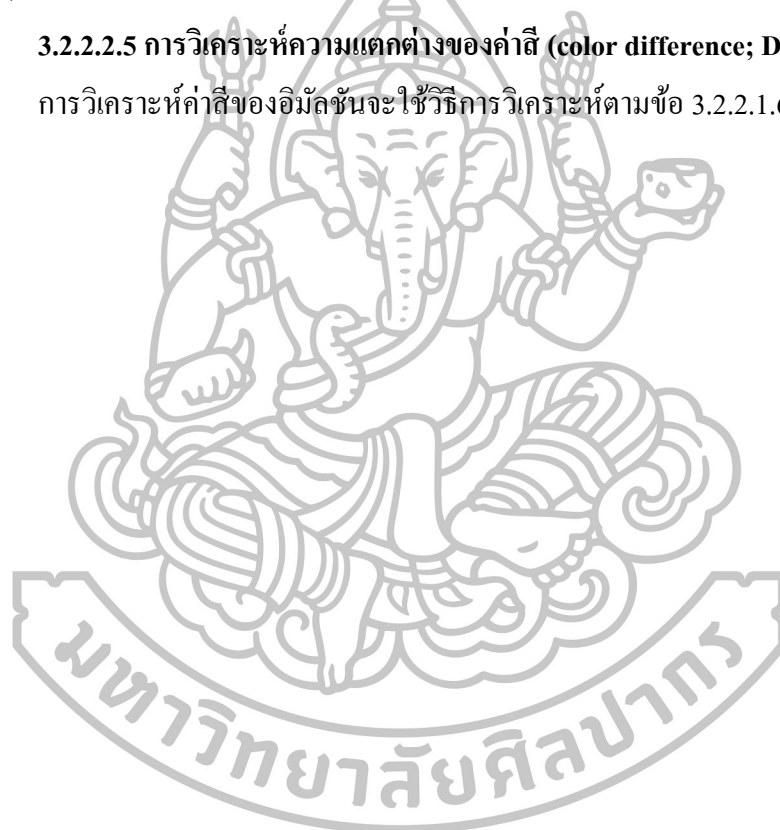 3.2.2.2.5 การวิเคราะห์ความแตกต่างของค่าสี (color difference; D
การวิเคราะห์ค่าสีของอิมัลชันจะใช้วิธีการวิเคราะห์ตามข้อ 3.2.2.1.6
มหาวิทยาลัยศิลปากร